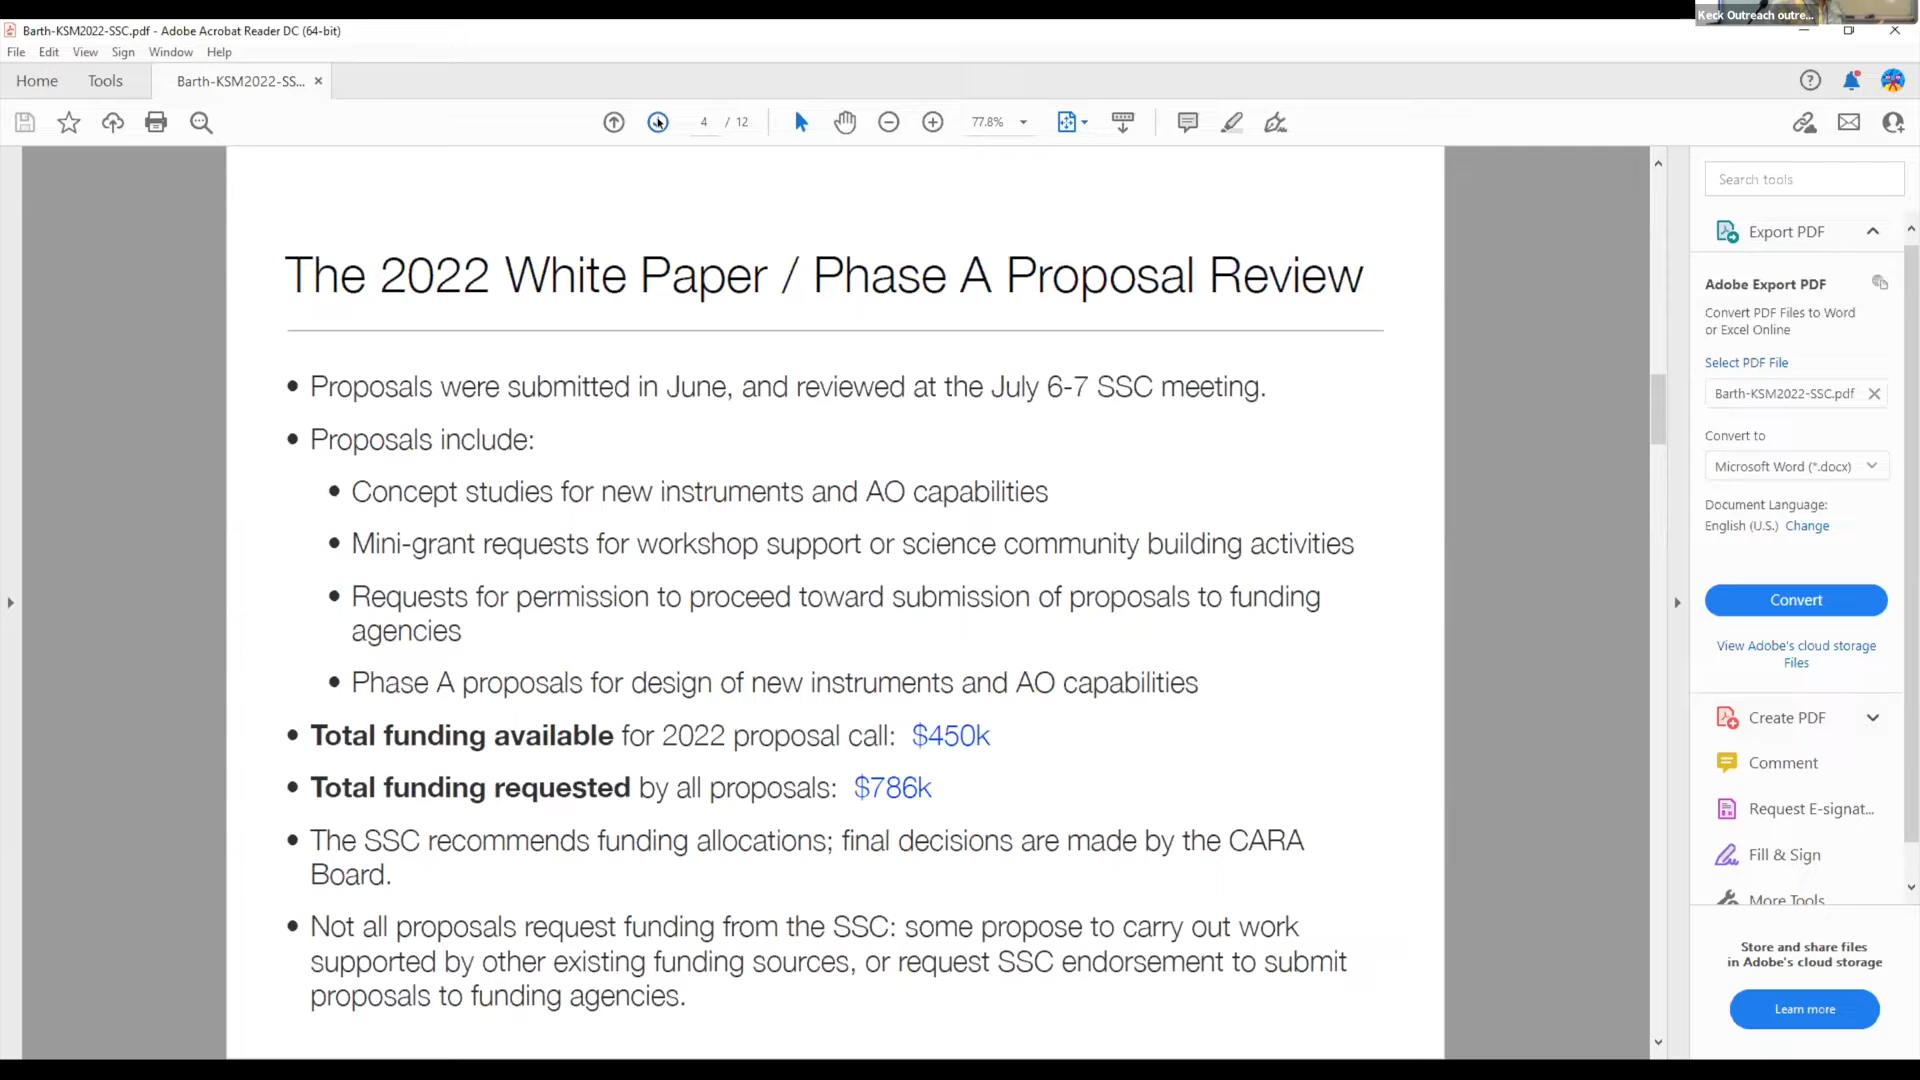 Keck Outreach outre...
Barth-KSM2022-SSC.pdf - Adobe Acrobat Reader DC (64-bit)
File Edit View Sign Window Help
Home Tools Barth-KSM2022-SS... ×
4 / 12 77.8%
Search tools
Export PDF
Adobe Export PDF
Convert PDF Files to Word
or Excel Online
Select PDF File
Barth-KSM2022-SSC.pdf
Convert to
Microsoft Word (*.docx)
Document Language:
English (U.S.) Change
Convert
View Adobe's cloud storage
Files
Create PDF
Comment
Request E-signat...
Fill & Sign
More Tools
Store and share files
in Adobe's cloud storage
Learn more
The 2022 White Paper / Phase A Proposal Review
• Proposals were submitted in June, and reviewed at the July 6-7 SSC meeting.
• Proposals include:
• Concept studies for new instruments and AO capabilities
• Mini-grant requests for workshop support or science community building activities
• Requests for permission to proceed toward submission of proposals to funding
agencies
• Phase A proposals for design of new instruments and AO capabilities
• Total funding available for 2022 proposal call: $450k
• Total funding requested by all proposals: $786k
• The SSC recommends funding allocations; final decisions are made by the CARA
Board.
• Not all proposals request funding from the SSC: some propose to carry out work
supported by other existing funding sources, or request SSC endorsement to submit
proposals to funding agencies.